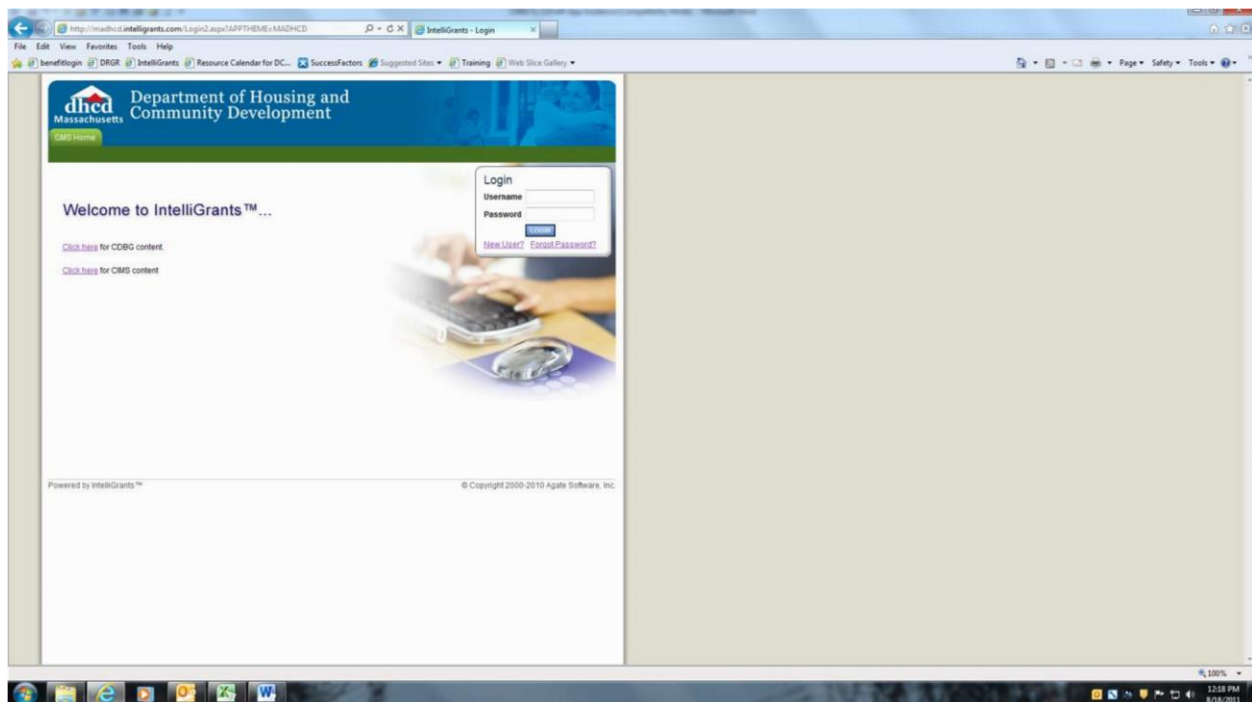 http://madhcd.intelligrants.com/Login2.aspx?APPTHEME=MADHCD
IntelliGrants - Login
File Edit View Favorites Tools Help
benefitlogin DRGR IntelliGrants Resource Calendar for DC... SuccessFactors Suggested Sites Training Web Slice Gallery
Page Safety Tools
dhcd
Massachusetts
Department of Housing and
Community Development
GMS Home
Login
Username
Password
LOGIN
New User? Forgot Password?
Welcome to IntelliGrants™...
Click here for CDBG content.
Click here for CIMS content
Powered by IntelliGrants™
© Copyright 2000-2010 Agate Software, Inc.
100%
12:18 PM
8/18/2011